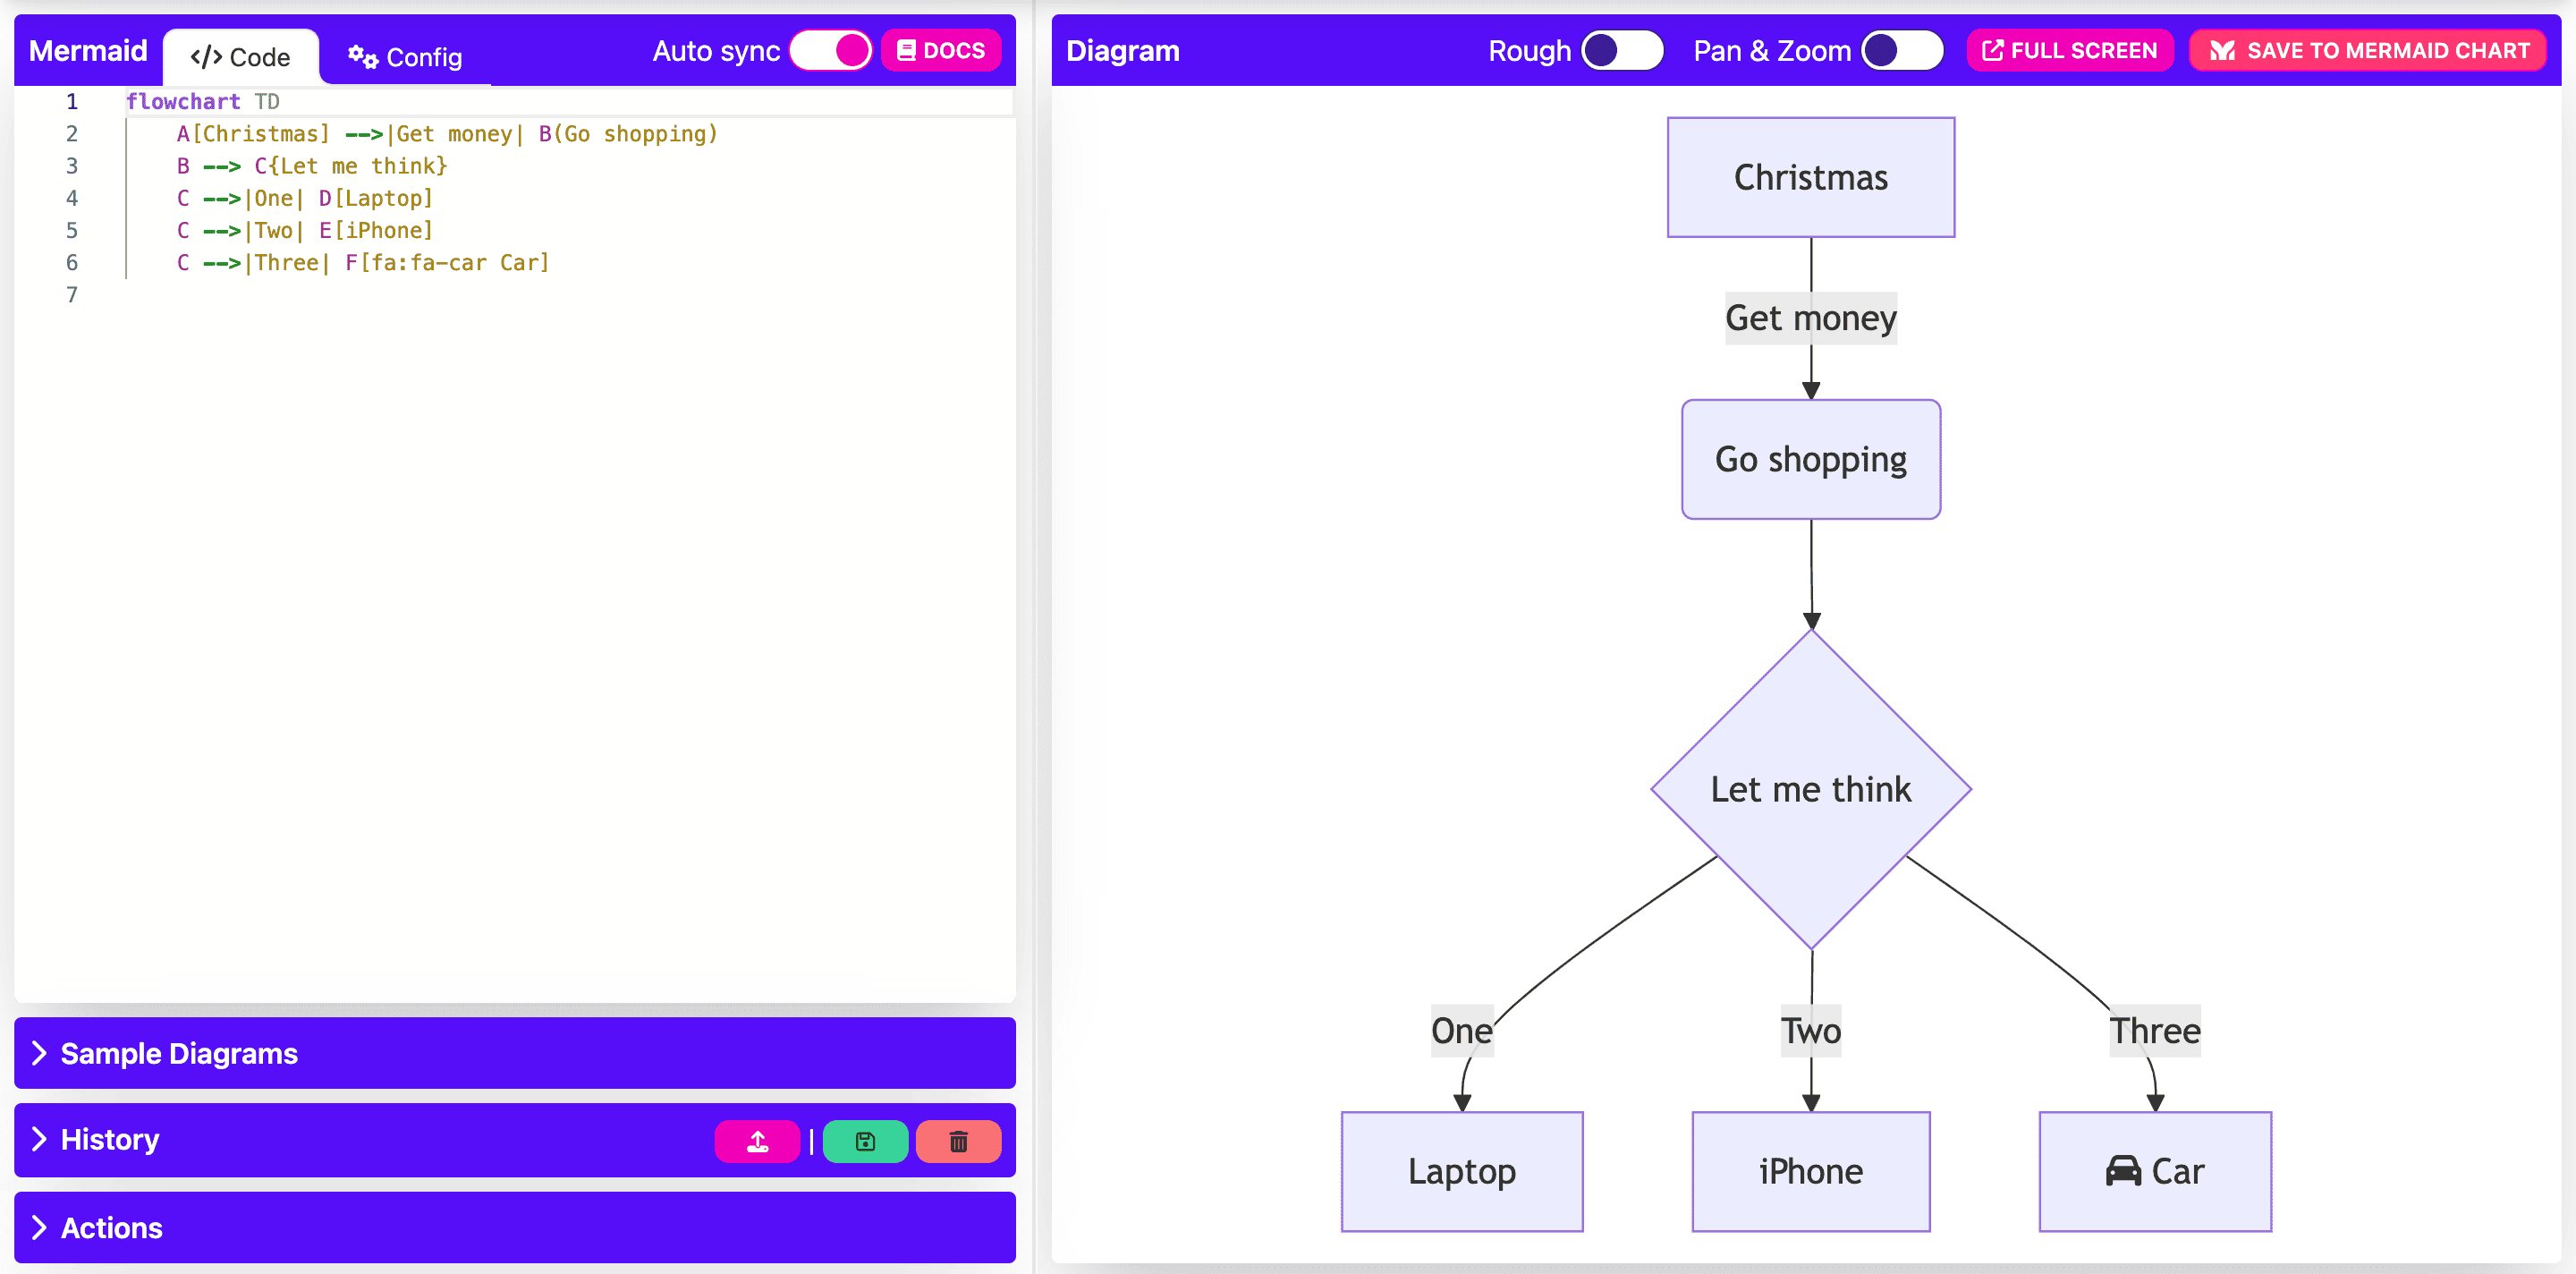 Mermaid
</> Code
Config
Auto sync
DOCS
1 flowchart TD
2 A[Christmas] -->|Get money| B(Go shopping)
3 B --> C{Let me think}
4 C -->|One| D[Laptop]
5 C -->|Two| E[iPhone]
6 C -->|Three| F[fa:fa-car Car]
7
Sample Diagrams
History
Actions
Diagram
Rough
Pan & Zoom
FULL SCREEN
SAVE TO MERMAID CHART
Christmas
Get money
Go shopping
Let me think
One
Two
Three
Laptop
iPhone
Car